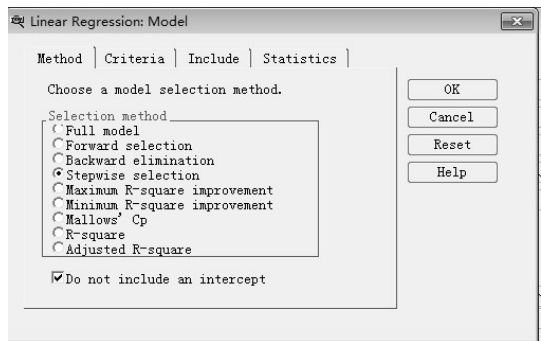 Linear Regression: Model
Method Criteria Include Statistics
Choose a model selection method.
Selection method
Full model
Forward selection
Backward elimination
Stepwise selection
Maximum R-square improvement
Minimum R-square improvement
Mallows' Cp
R-square
Adjusted R-square
Do not include an intercept
OK
Cancel
Reset
Help